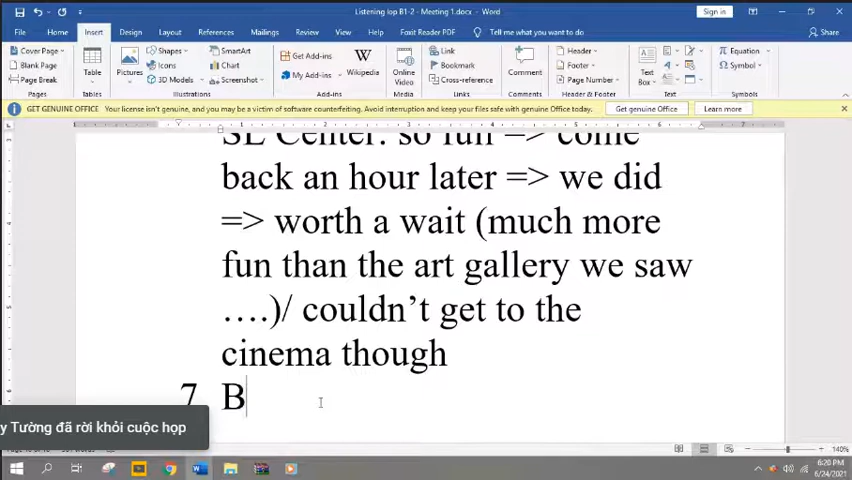 Listening lop B1-2 - Meeting 1.docx - Word
Sign in
File Home Insert Design Layout References Mailings Review View Help Foxit Reader PDF Tell me what you want to do Share
Cover Page
Blank Page
Page Break
Pages
Table
Tables
Pictures
Shapes
Icons
3D Models
SmartArt
Chart
Screenshot
Illustrations
Get Add-ins
My Add-ins
Wikipedia
Add-ins
Online
Video
Media
Link
Bookmark
Cross-reference
Links
Comment
Comments
Header
Footer
Page Number
Header & Footer
Text
Box
Text
Equation
Symbol
Symbols
GET GENUINE OFFICE Your license isn't genuine, and you may be a victim of software counterfeiting. Avoid interruption and keep your files safe with genuine Office today. Get genuine Office Learn more
SL Center: so fun => come
back an hour later => we did
=> worth a wait (much more
fun than the art gallery we saw
….)/ couldn't get to the
cinema though
7 B
y Tường đã rời khỏi cuộc họp
140%
6:20 PM
6/24/2021